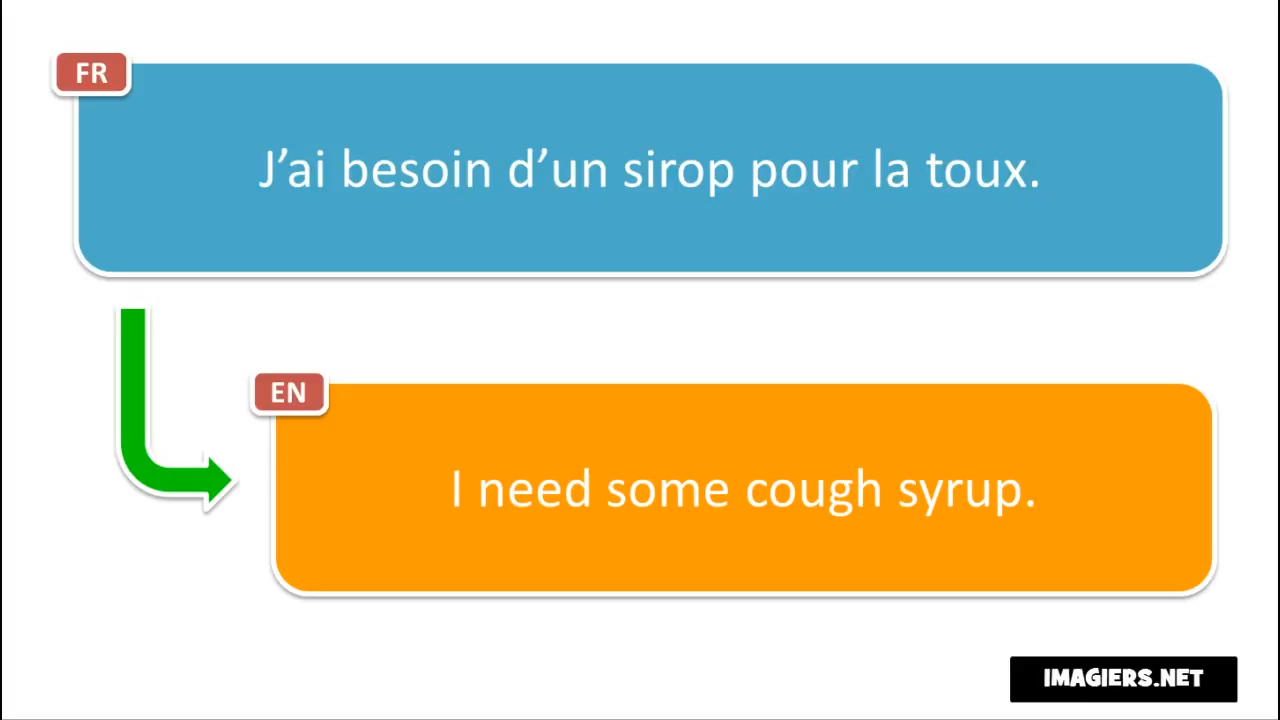 FR
J’ai besoin d’un sirop pour la toux.
EN
I need some cough syrup.
IMAGIERS.NET